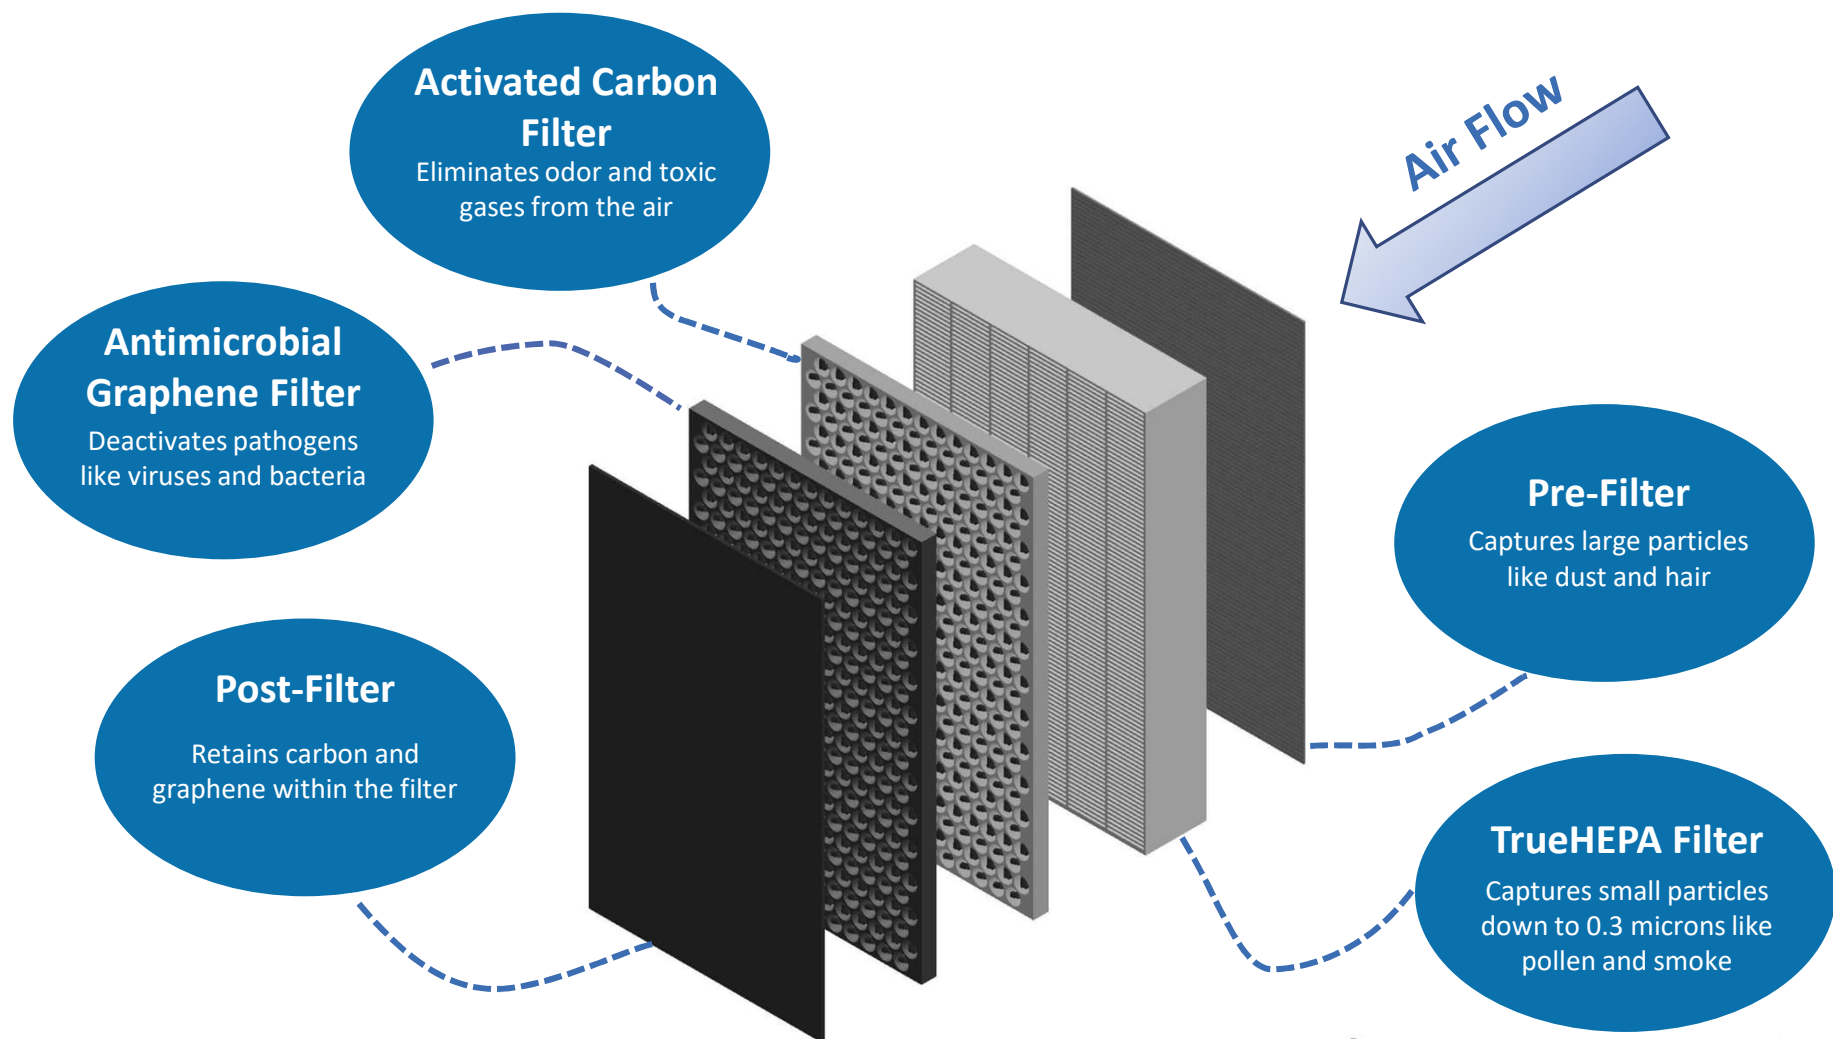 Activated Carbon
Filter
Eliminates odor and toxic
gases from the air
Air Flow
Antimicrobial
Graphene Filter
Deactivates pathogens
like viruses and bacteria
Pre-Filter
Captures large particles
like dust and hair
Post-Filter
Retains carbon and
graphene within the filter
TrueHEPA Filter
Captures small particles
down to 0.3 microns like
pollen and smoke